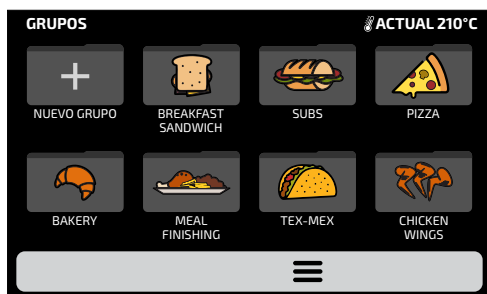 GRUPOS
ACTUAL 210°C
NUEVO GRUPO
BREAKFAST
SANDWICH
SUBS
PIZZA
BAKERY
MEAL
FINISHING
TEX-MEX
CHICKEN
WINGS